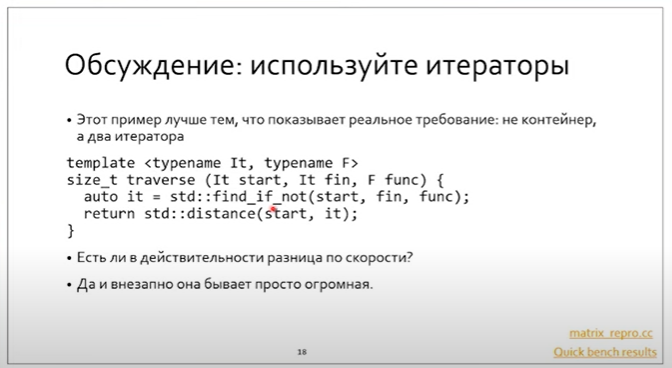 Обсуждение: используйте итераторы
• Этот пример лучше тем, что показывает реальное требование: не контейнер,
а два итератора
template <typename It, typename F>
size_t traverse (It start, It fin, F func) {
auto it = std::find_if_not(start, fin, func);
return std::distance(start, it);
}
• Есть ли в действительности разница по скорости?
• Да и внезапно она бывает просто огромная.
matrix_repro.cc
18
Quick bench results